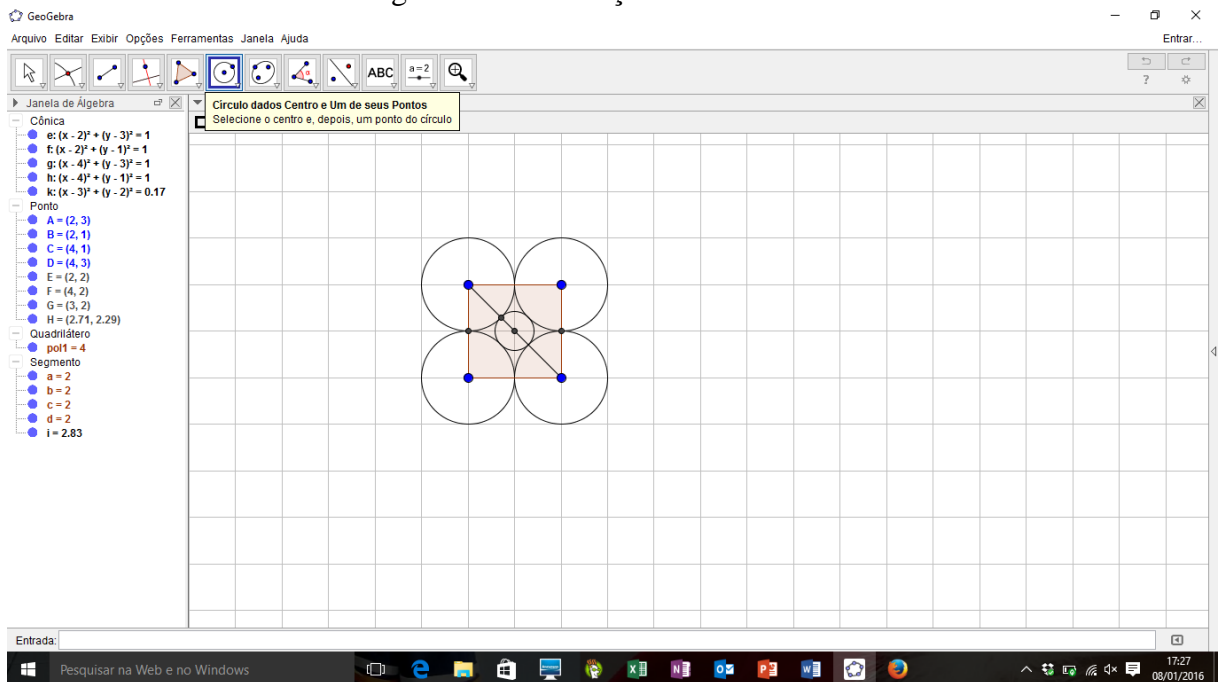 GeoGebra
Arquivo Editar Exibir Opções Ferramentas Janela Ajuda
Entrar...
ABC
a = 2
Janela de Álgebra
Círculo dados Centro e Um de seus Pontos
Selecione o centro e, depois, um ponto do círculo
Cônica
e: (x - 2)² + (y - 3)² = 1
f: (x - 2)² + (y - 1)² = 1
g: (x - 4)² + (y - 3)² = 1
h: (x - 4)² + (y - 1)² = 1
k: (x - 3)² + (y - 2)² = 0.17
Ponto
A = (2, 3)
B = (2, 1)
C = (4, 1)
D = (4, 3)
E = (2, 2)
F = (4, 2)
G = (3, 2)
H = (2.71, 2.29)
Quadrilátero
pol1 = 4
Segmento
a = 2
b = 2
c = 2
d = 2
i = 2.83
Entrada:
Pesquisar na Web e no Windows
17:27
08/01/2016